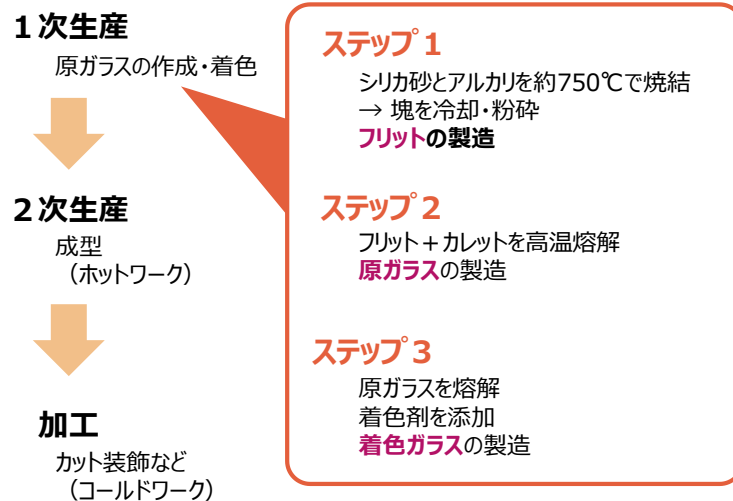 １次生産
原ガラスの作成・着色
２次生産
成型
（ホットワーク）
加工
カット装飾など
（コールドワーク）
ステップ１
シリカ砂とアルカリを約750℃で焼結
→ 塊を冷却・粉砕
フリットの製造
ステップ２
フリット＋カレットを高温熔解
原ガラスの製造
ステップ３
原ガラスを熔解
着色剤を添加
着色ガラスの製造